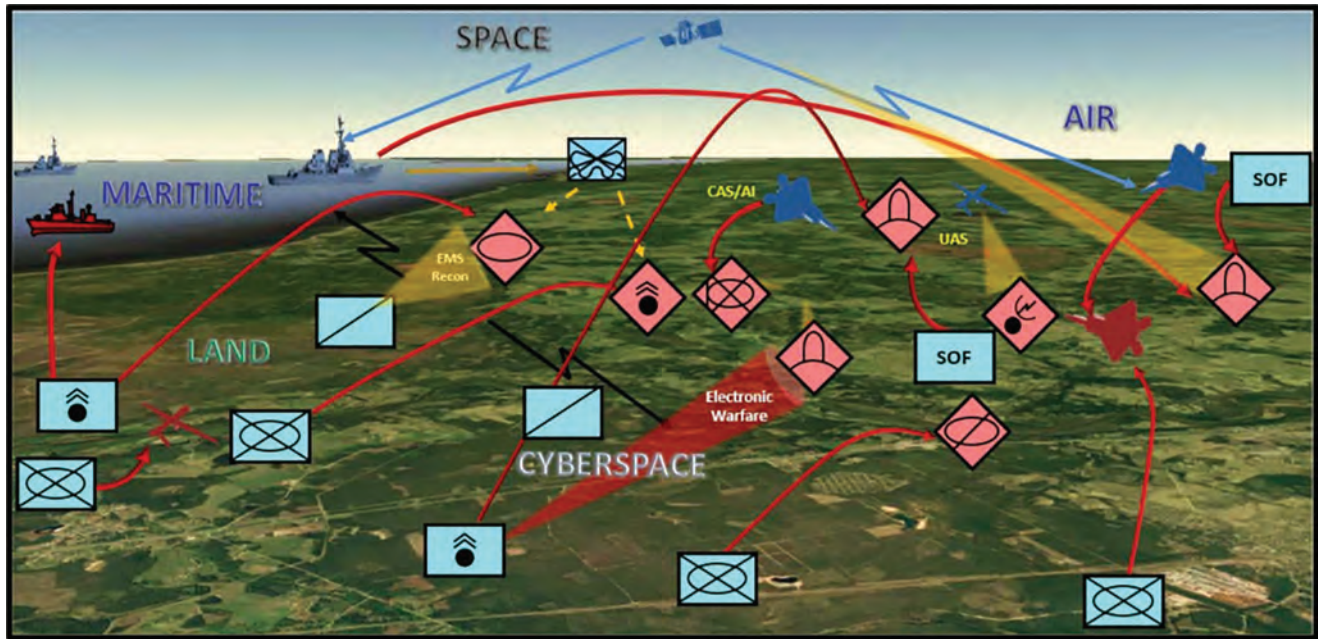 SPACE
AIR
MARITIME
SOF
CAS/AI
UAS
EMS
Recon
LAND
SOF
Electronic
Warfare
CYBERSPACE